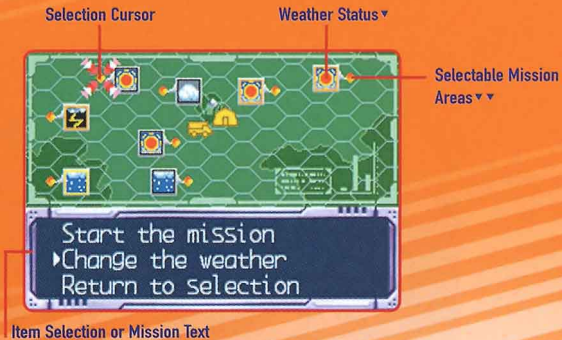 Selection Cursor
Weather Status▼
Selectable Mission
Areas▼▼
Start the mission
▶Change the weather
Return to selection
Item Selection or Mission Text